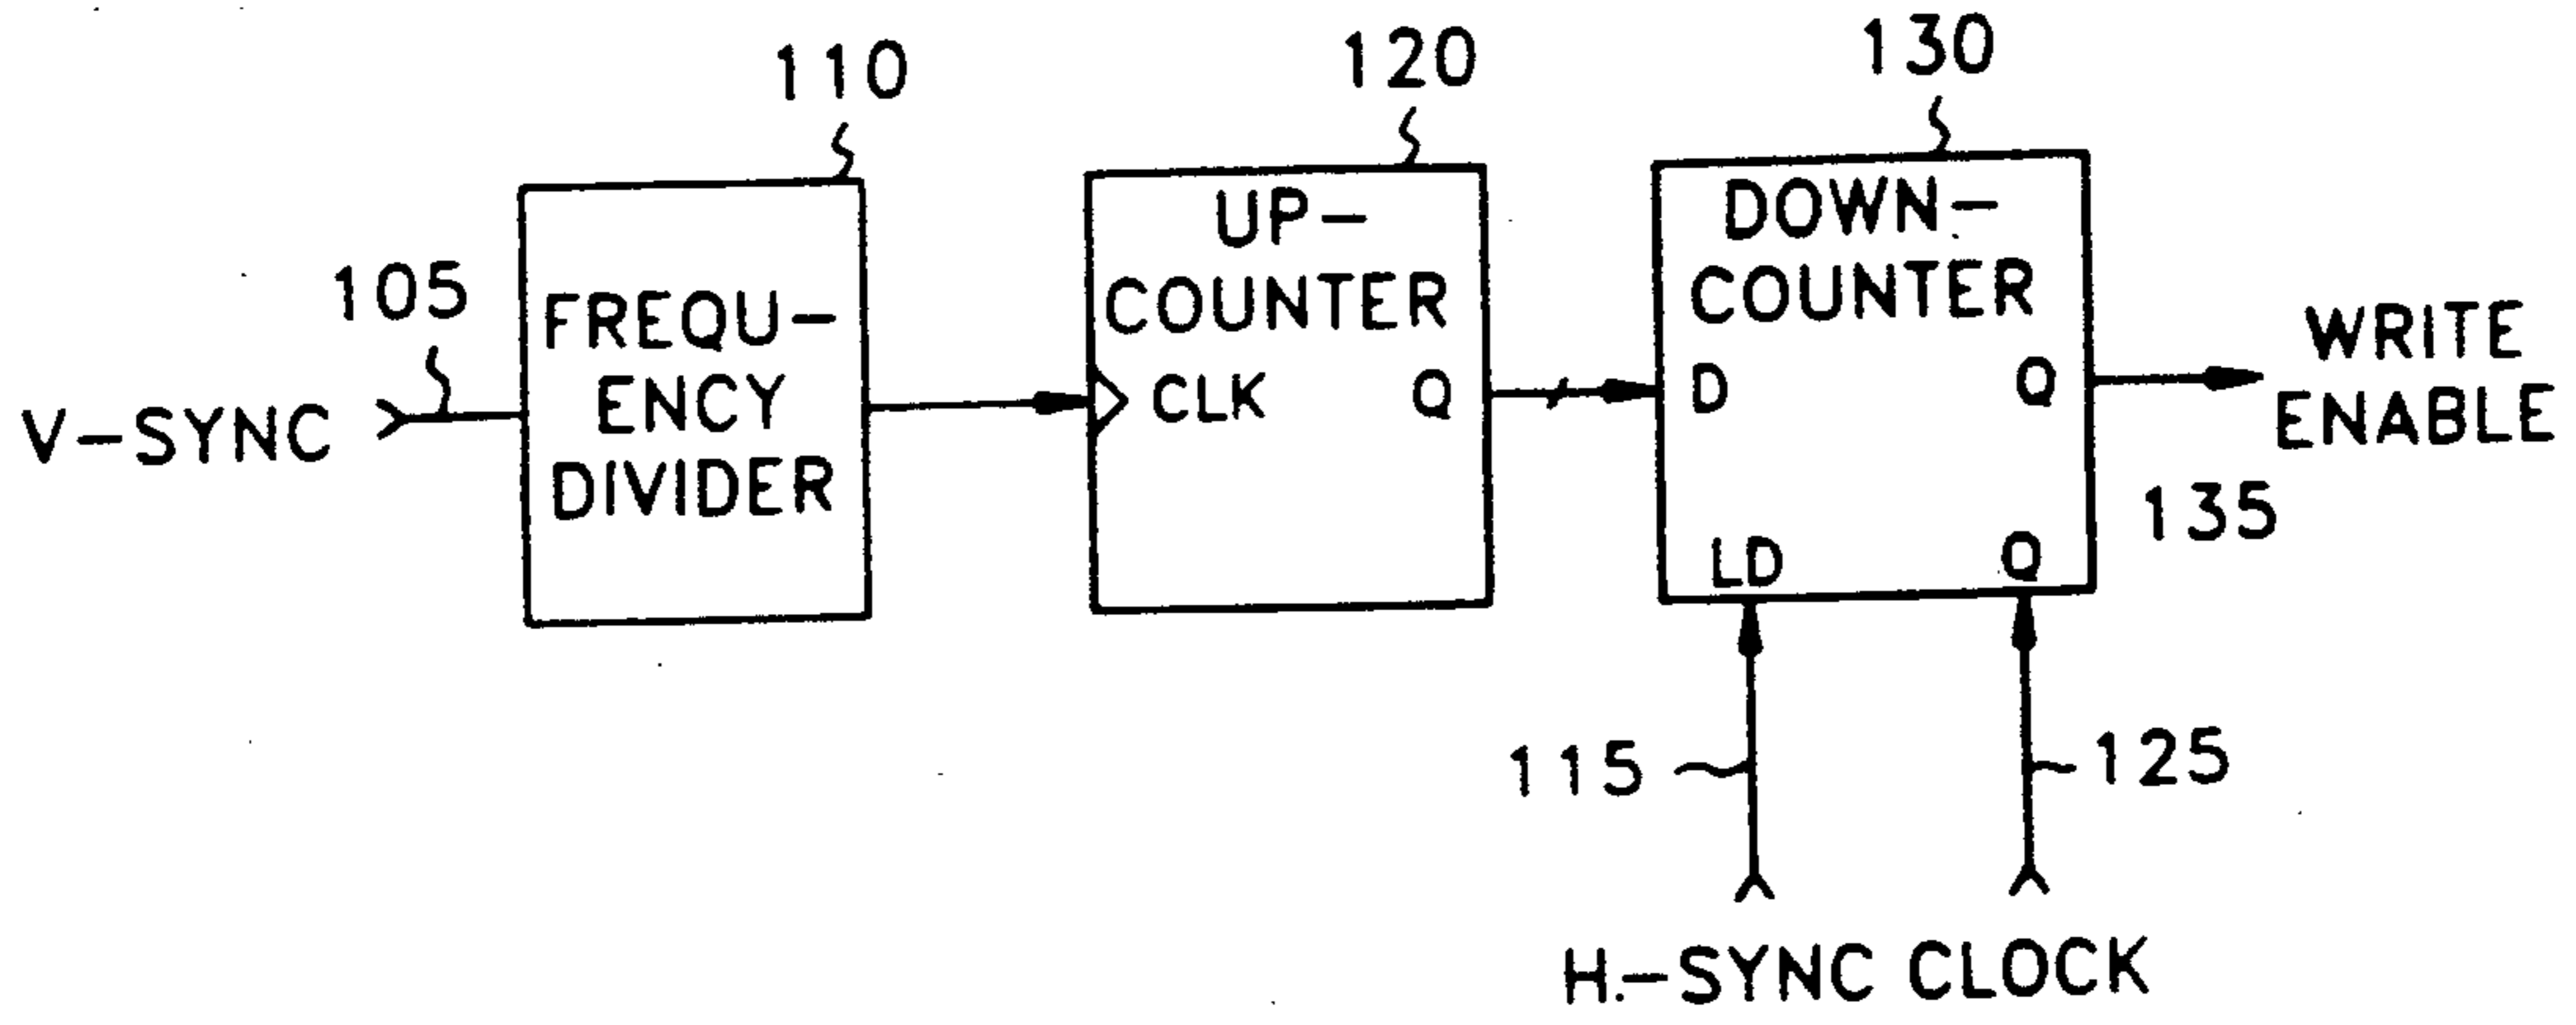 110
120
130
105
V-SYNC
FREQU-
ENCY
DIVIDER
UP-
COUNTER
CLK Q
DOWN-
COUNTER
D Q
LD Q
WRITE
ENABLE
135
115
125
H.-SYNC CLOCK